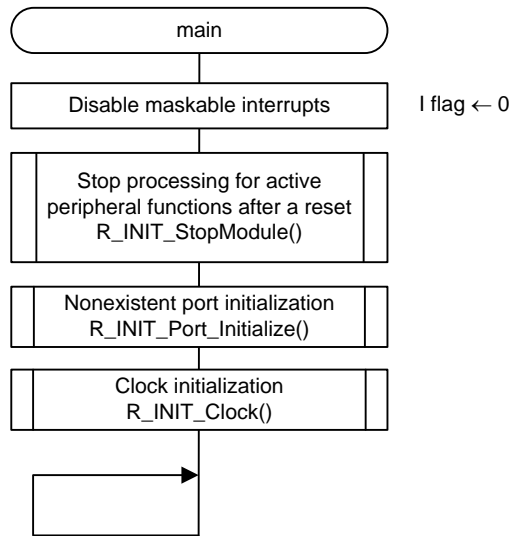 main
Disable maskable interrupts
I flag ← 0
Stop processing for active
peripheral functions after a reset
R_INIT_StopModule()
Nonexistent port initialization
R_INIT_Port_Initialize()
Clock initialization
R_INIT_Clock()